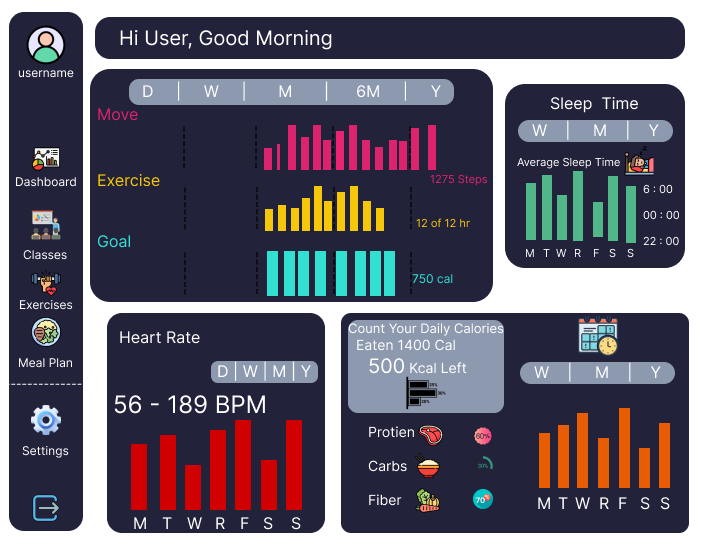 Hi User, Good Morning
username
Dashboard
Classes
Exercises
Meal Plan
Settings
D | W | M | 6M | Y
Move
1275 Steps
Exercise
12 of 12 hr
Goal
750 cal
Sleep Time
W | M | Y
Average Sleep Time
6 : 00
00 : 00
22 : 00
M T W R F S S
Heart Rate
D | W | M | Y
56 - 189 BPM
M T W R F S S
Count Your Daily Calories
Eaten 1400 Cal
500 Kcal Left
Protien 60%
Carbs 30%
Fiber 70%
W | M | Y
M T W R F S S